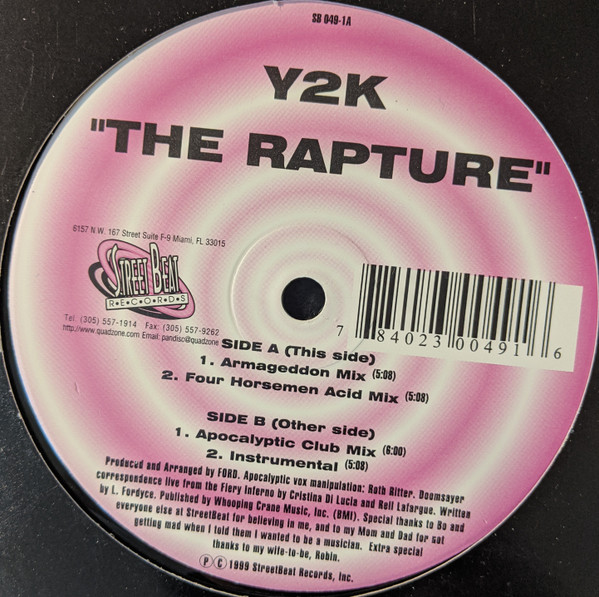 SB 049-1A
Y2K
"THE RAPTURE"
6157 N.W. 167 Street Suite F-9 Miami, FL 33015
STREET BEAT
R•E•C•O•R•D•S
Tel. (305) 557-1914 Fax: (305) 557-9262
http://www.quadzone.com Email: pandisc@quadzone
7 84023 00491 6
SIDE A (This side)
1. Armageddon Mix (5:08)
2. Four Horsemen Acid Mix (5:08)
SIDE B (Other side)
1. Apocalyptic Club Mix (6:00)
2. Instrumental (5:08)
Produced and Arranged by FORD. Apocalyptic vox manipulation: Roth Ritter. Doomsayer
correspondence live from the Fiery Inferno by Cristina Di Lucia and Rell Lafargue. Written
by L. Fordyce. Published by Whooping Crane Music, Inc. (BMI). Special thanks to Bo and
everyone else at StreetBeat for believing in me, and to my Mom and Dad for not
getting mad when I told them I wanted to be a musician. Extra special
thanks to my wife-to-be, Robin.
Ⓟ © 1999 StreetBeat Records, Inc.